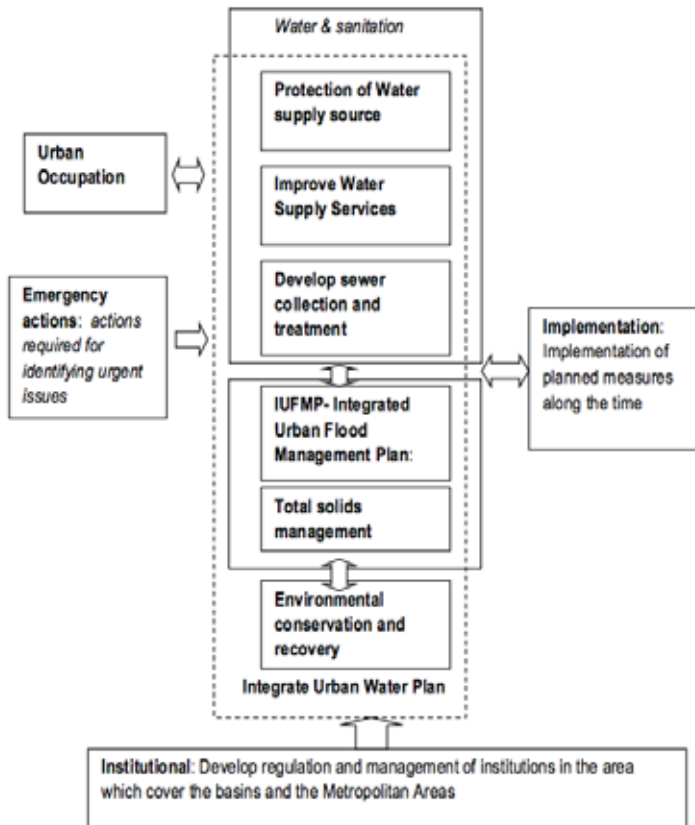 Water & sanitation
Protection of Water
supply source
Urban
Occupation
Improve Water
Supply Services
Emergency
actions: actions
required for
identifying urgent
issues
Develop sewer
collection and
treatment
Implementation:
Implementation of
planned measures
along the time
IUFMP- Integrated
Urban Flood
Management Plan:
Total solids
management
Environmental
conservation and
recovery
Integrate Urban Water Plan
Institutional: Develop regulation and management of institutions in the area
which cover the basins and the Metropolitan Areas